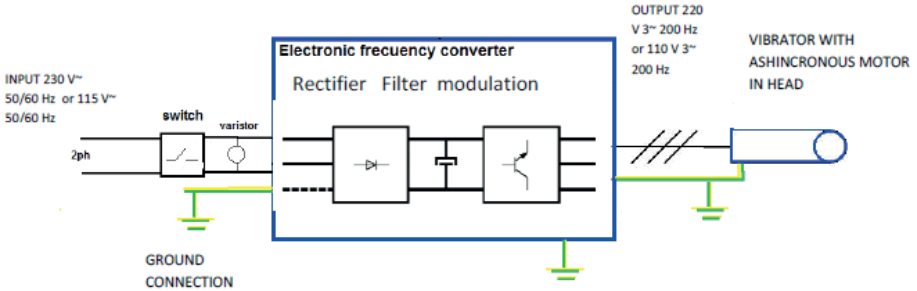 OUTPUT 220
V 3~ 200 Hz
or 110 V 3~
200 Hz
VIBRATOR WITH
ASHINCRONOUS MOTOR
IN HEAD
Electronic frecuency converter
Rectifier Filter modulation
INPUT 230 V~
50/60 Hz or 115 V~
50/60 Hz
switch
varistor
2ph
GROUND
CONNECTION